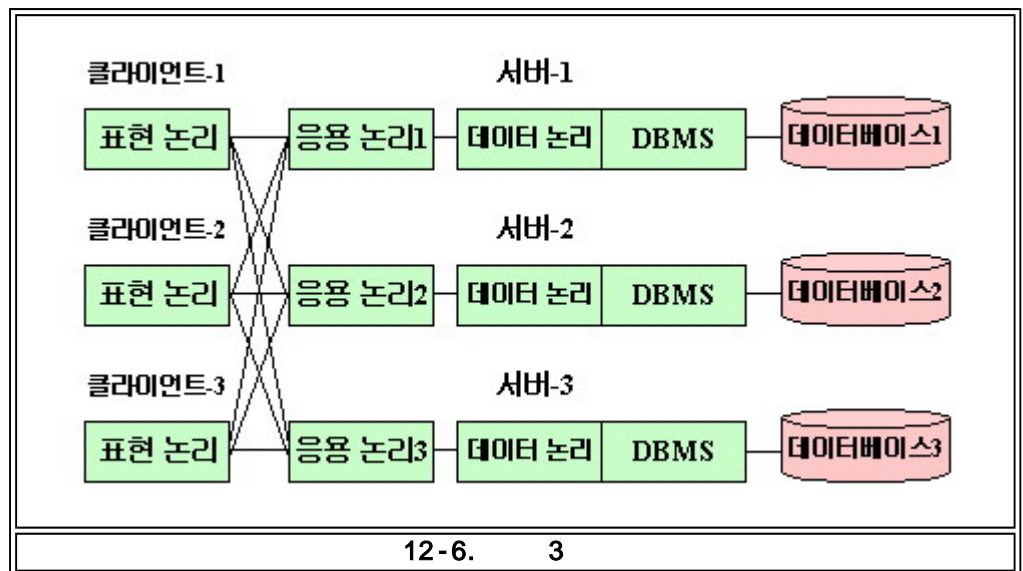 클라이언트-1 서버-1
표현 논리 응용 논리1 데이터 논리 DBMS 데이터베이스1
클라이언트-2 서버-2
표현 논리 응용 논리2 데이터 논리 DBMS 데이터베이스2
클라이언트-3 서버-3
표현 논리 응용 논리3 데이터 논리 DBMS 데이터베이스3
12-6. 3